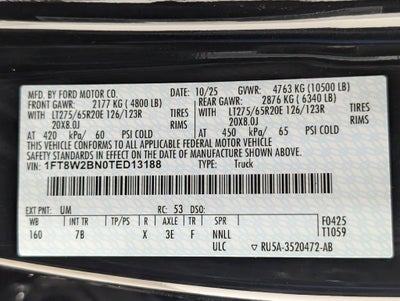 MFD. BY FORD MOTOR CO. 10/25 GVWR: 4763 KG (10500 LB)
FRONT GAWR: 2177 KG (4800 LB) REAR GAWR: 2876 KG (6340 LB)
WITH LT275/65R20E 126/123R TIRES WITH LT275/65R20E 126/123R TIRES
20X8.0J RIMS 20X8.0J RIMS
AT 420 kPa/ 60 PSI COLD AT 450 kPa/ 65 PSI COLD
THIS VEHICLE CONFORMS TO ALL APPLICABLE FEDERAL MOTOR VEHICLE
SAFETY STANDARDS IN EFFECT ON THE DATE OF MANUFACTURE SHOWN ABOVE.
VIN: 1FT8W2BN0TED13188 TYPE: Truck
EXT PNT: UM RC: 53 DSO:
WB INT TR TP/PS R AXLE TR SPR F0425
160 7B X 3E F NNLL T1059
ULC RU5A-3520472-AB